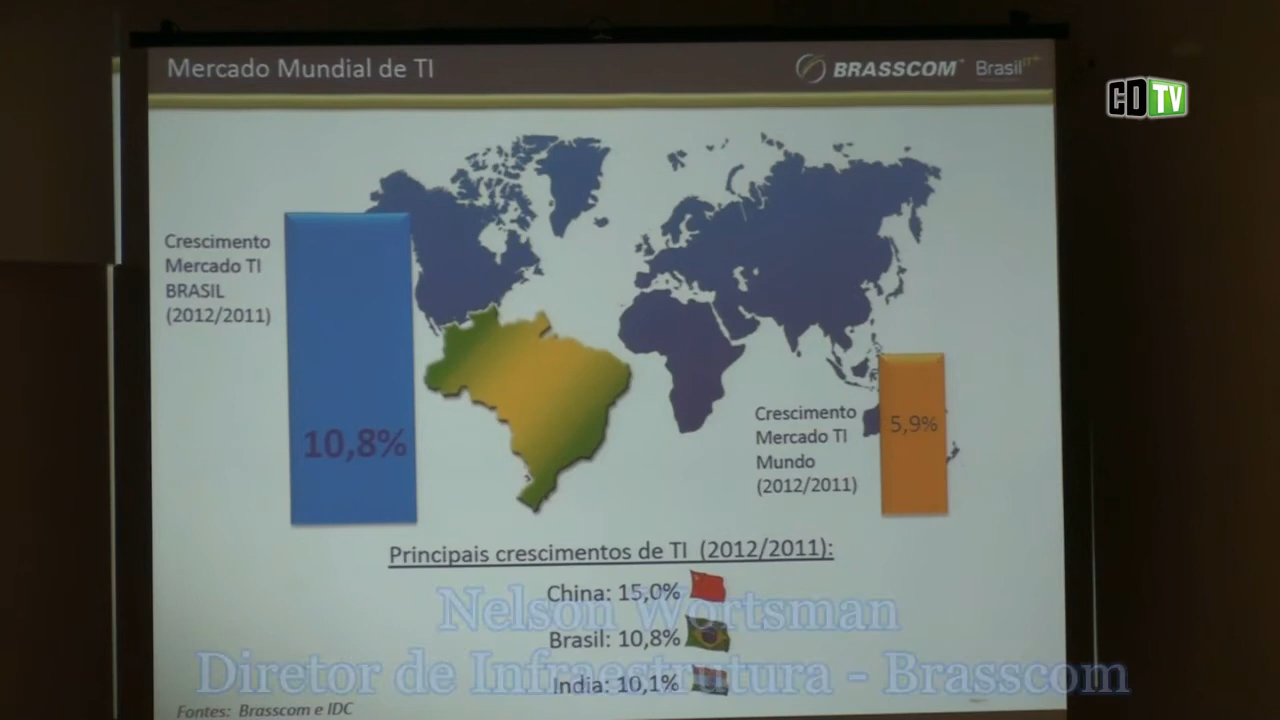 Mercado Mundial de TI
BRASSCOM Brasil IT+
CDTV
Crescimento
Mercado TI
BRASIL
(2012/2011)
10,8%
Crescimento
Mercado TI
Mundo
(2012/2011)
5,9%
Principais crescimentos de TI (2012/2011):
China: 15,0%
Nelson Wortsman
Brasil: 10,8%
Diretor de Infraestrutura - Brasscom
India: 10,1%
Fontes: Brasscom e IDC